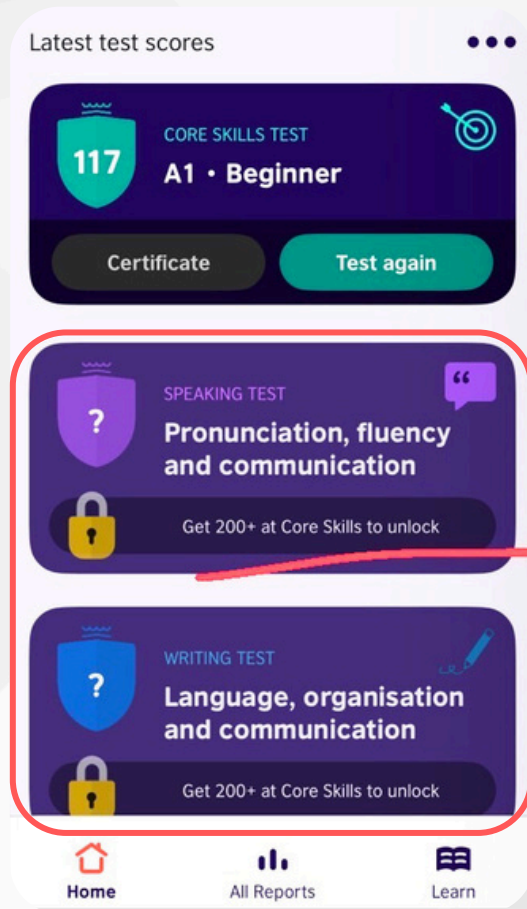 Latest test scores
117
CORE SKILLS TEST
A1 • Beginner
Certificate
Test again
?
SPEAKING TEST
“
Pronunciation, fluency
and communication
Get 200+ at Core Skills to unlock
?
WRITING TEST
Language, organisation
and communication
Get 200+ at Core Skills to unlock
Home
All Reports
Learn